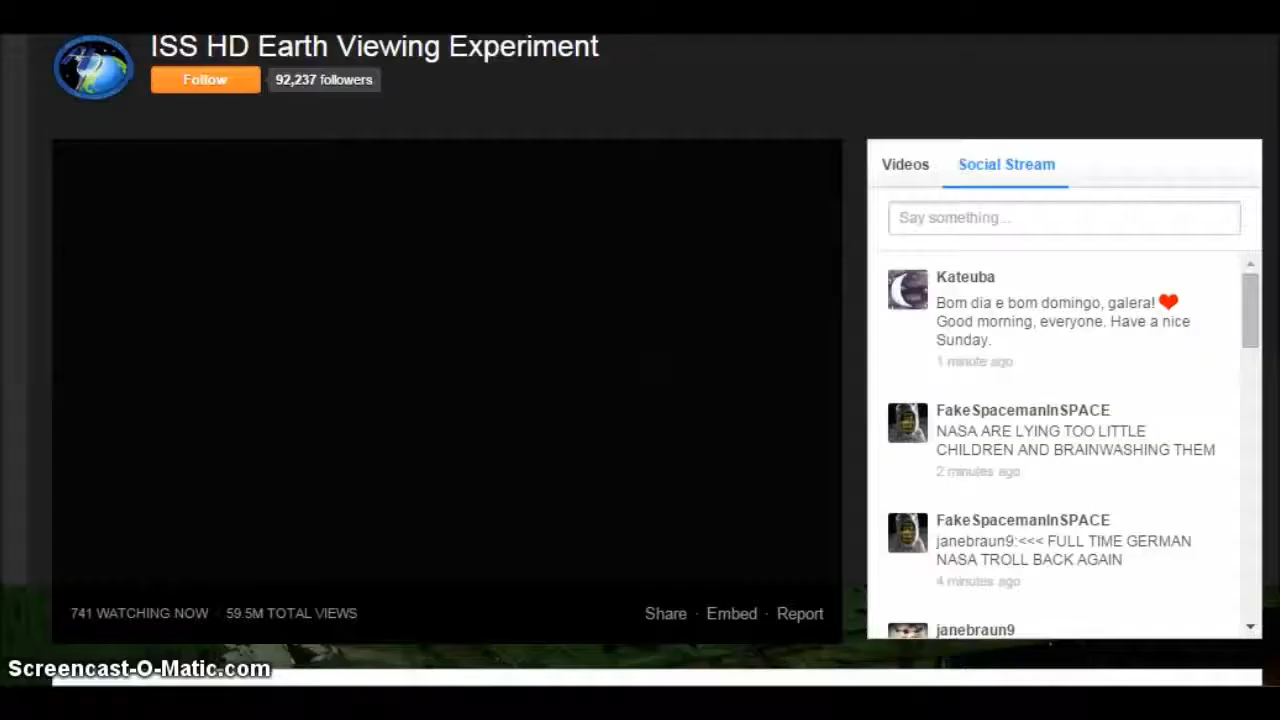 ISS HD Earth Viewing Experiment
Follow
92,237 followers
Videos
Social Stream
Say something...
Kateuba
Bom dia e bom domingo, galera! ❤
Good morning, everyone. Have a nice
Sunday.
1 minute ago
FakeSpacemanInSPACE
NASA ARE LYING TOO LITTLE
CHILDREN AND BRAINWASHING THEM
2 minutes ago
FakeSpacemanInSPACE
janebraun9:<<< FULL TIME GERMAN
NASA TROLL BACK AGAIN
4 minutes ago
janebraun9
741 WATCHING NOW · 59.5M TOTAL VIEWS
Share · Embed · Report
Screencast-O-Matic.com